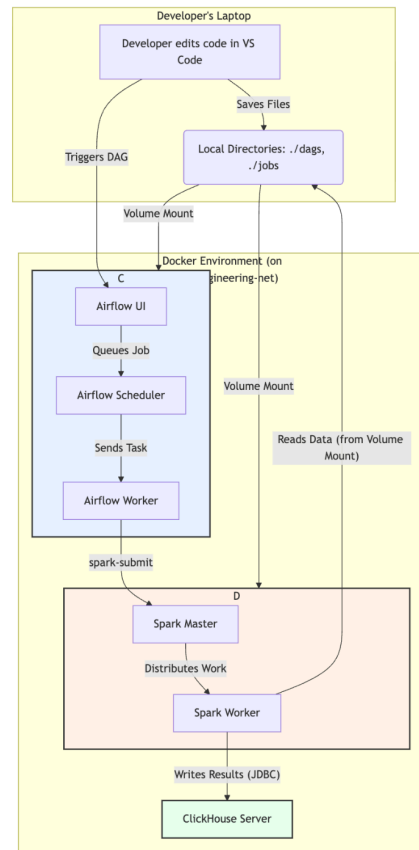 Developer's Laptop
Developer edits code in VS
Code
Saves Files
Triggers DAG
Local Directories: ./dags,
./jobs
Volume Mount
Docker Environment (on
gineering-net)
C
Airflow UI
Queues Job
Airflow Scheduler
Volume Mount
Sends Task
Reads Data (from Volume
Mount)
Airflow Worker
spark-submit
D
Spark Master
Distributes Work
Spark Worker
Writes Results (JDBC)
ClickHouse Server